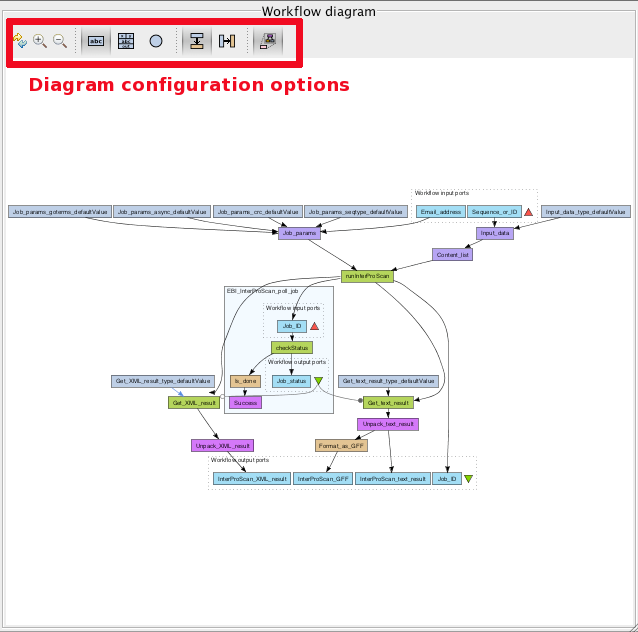 Workflow diagram
abc
Diagram configuration options
Workflow input ports
Job_params_goterms_defaultValue
Job_params_async_defaultValue
Job_params_crc_defaultValue
Job_params_seqtype_defaultValue
Email_address
Sequence_or_ID
Input_data_type_defaultValue
Job_params
Input_data
Content_list
runInterProScan
EBI_InterProScan_poll_job
Workflow input ports
Job_ID
checkStatus
Workflow output ports
Get_XML_result_type_defaultValue
Is_done
Job_status
Get_text_result_type_defaultValue
Get_XML_result
Success
Get_text_result
Unpack_text_result
Unpack_XML_result
Format_as_GFF
Workflow output ports
InterProScan_XML_result
InterProScan_GFF
InterProScan_text_result
Job_ID